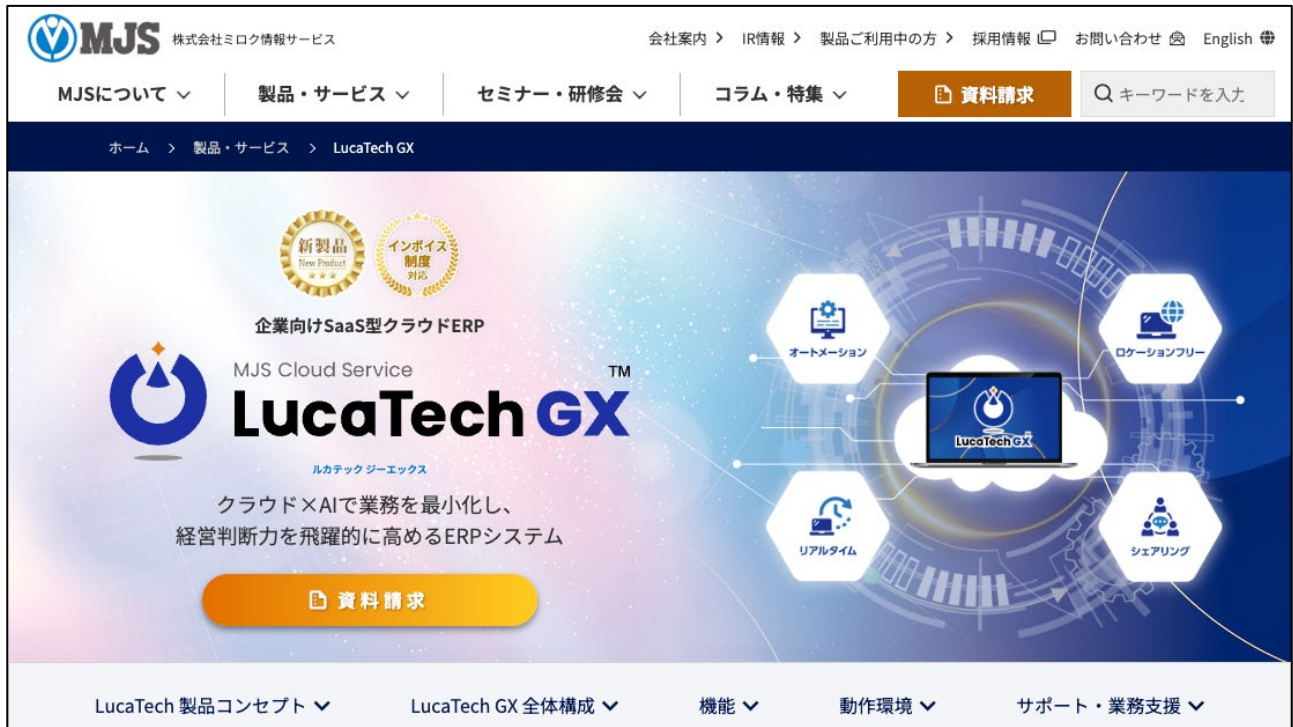 MJS 株式会社ミロク情報サービス
会社案内 IR情報 製品ご利用中の方 採用情報 お問い合わせ English
MJSについて 製品・サービス セミナー・研修会 コラム・特集 資料請求 キーワードを入力
ホーム > 製品・サービス > LucaTech GX
新製品
New Product
インボイス
制度
対応
企業向けSaaS型クラウドERP
MJS Cloud Service
LucaTech GX TM
ルカテック ジーエックス
クラウド×AIで業務を最小化し、
経営判断力を飛躍的に高めるERPシステム
資料請求
オートメーション
ロケーションフリー
LucaTech GX
リアルタイム
シェアリング
LucaTech 製品コンセプト LucaTech GX 全体構成 機能 動作環境 サポート・業務支援